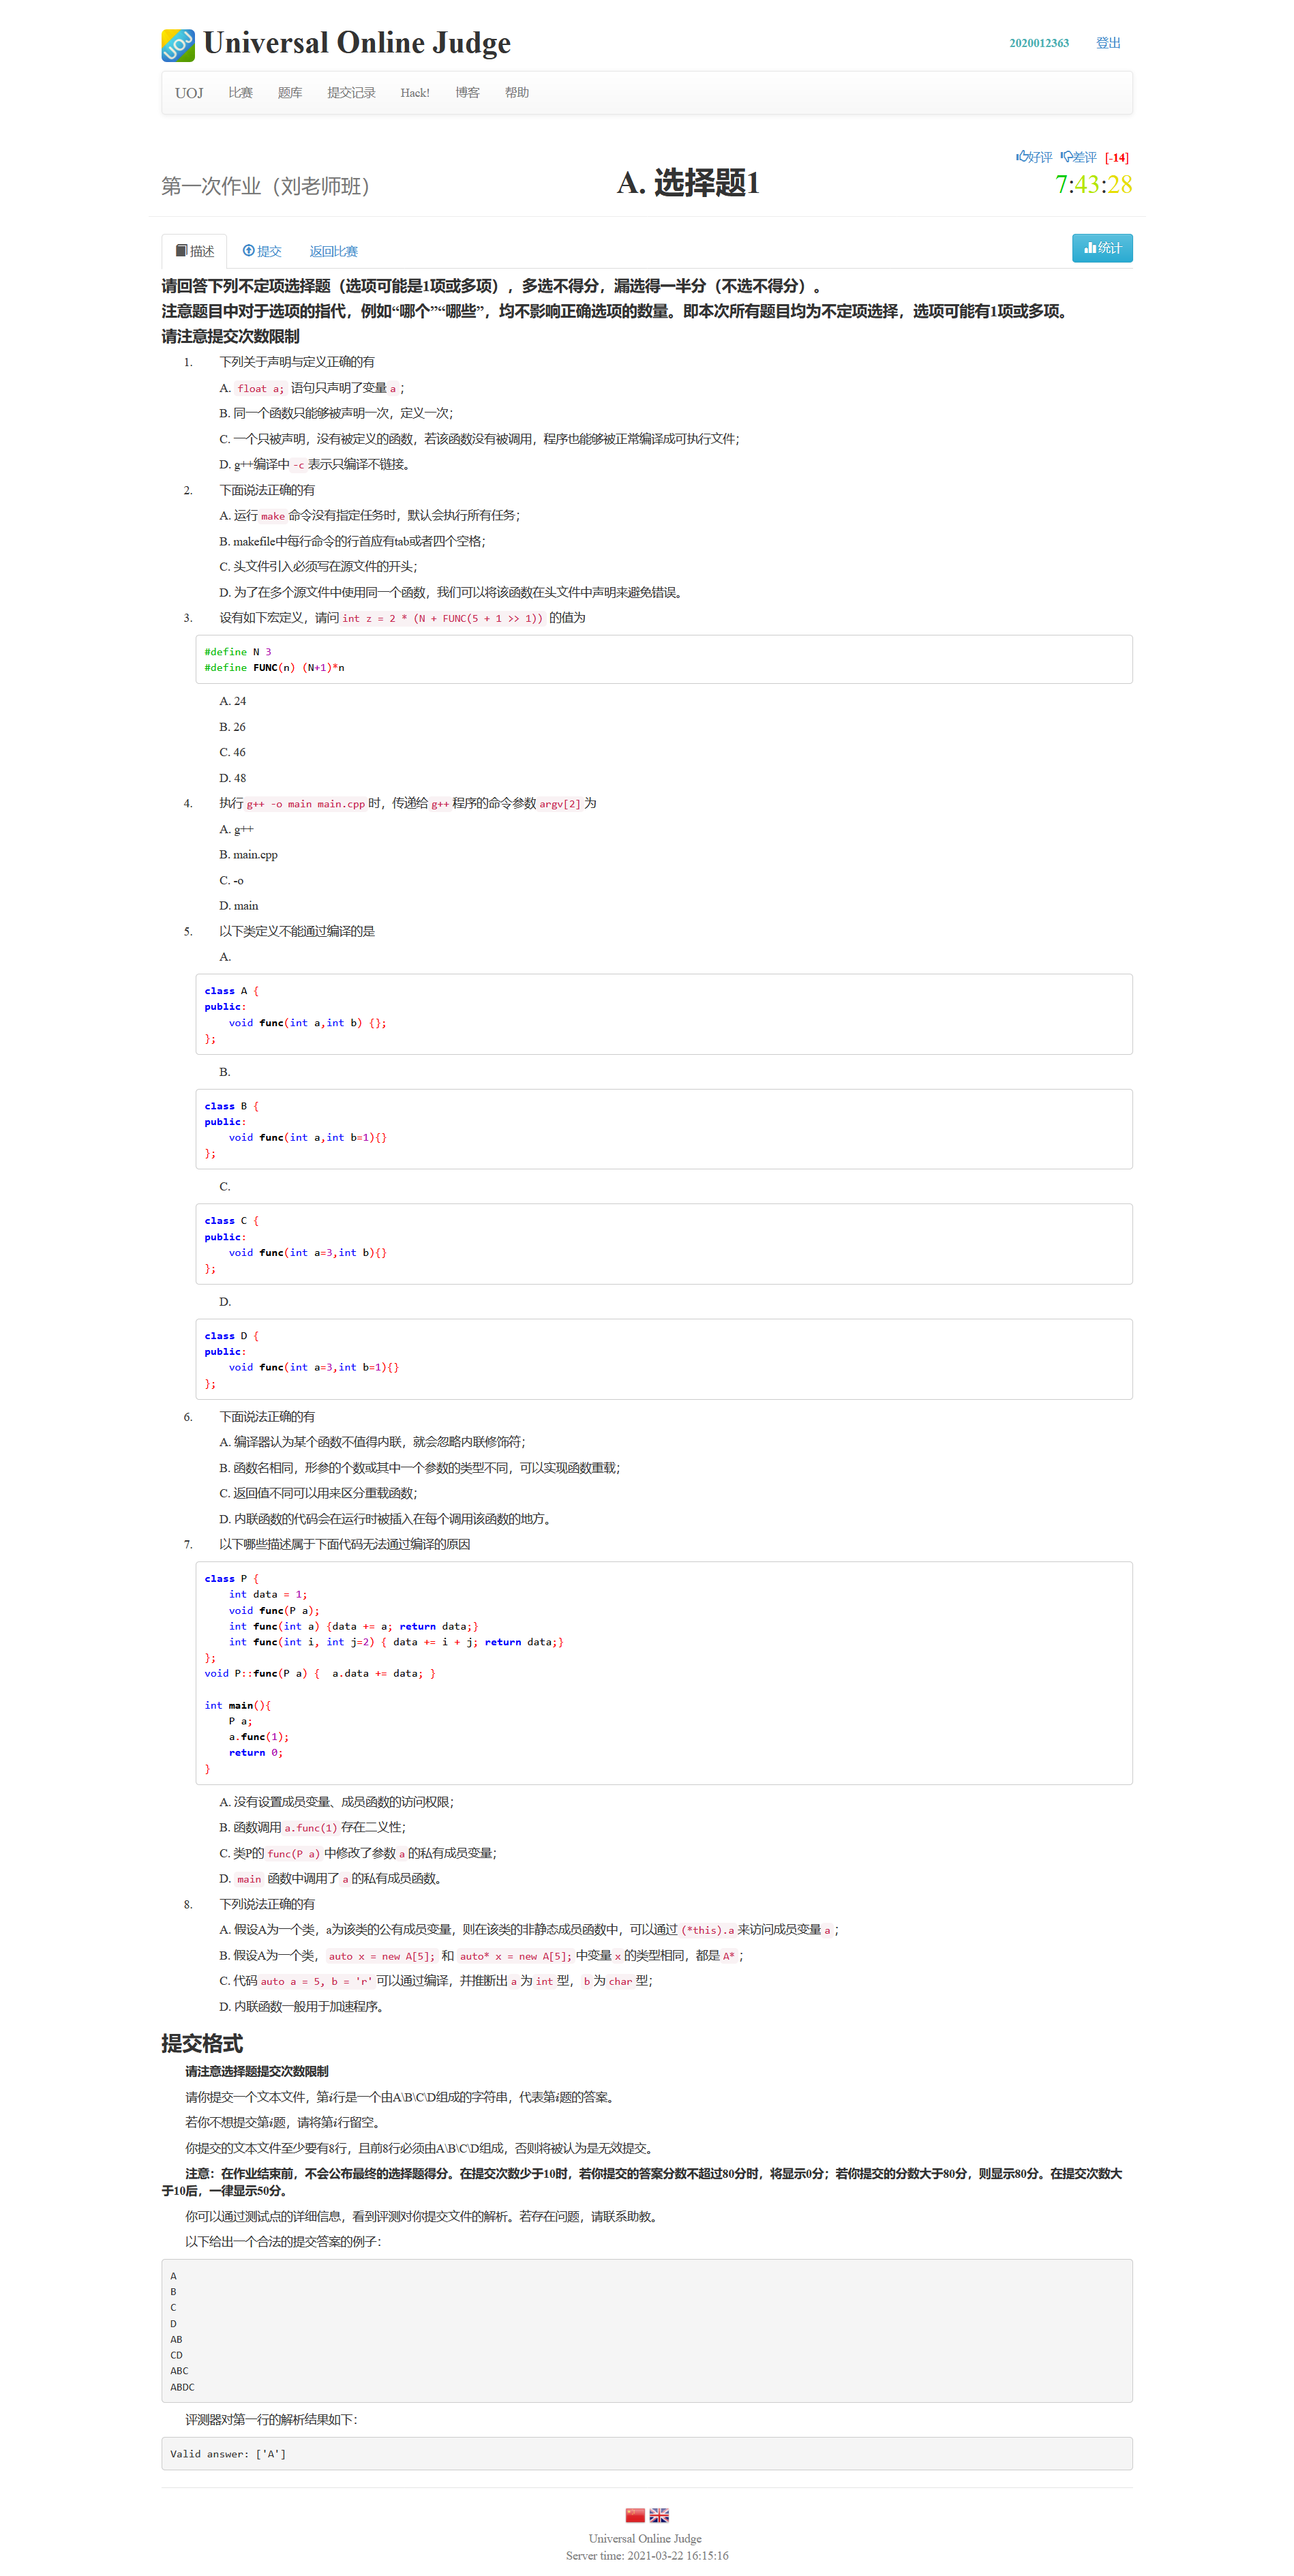 UOJ Universal Online Judge
2020012363 登出
UOJ 比赛 题库 提交记录 Hack! 博客 帮助
好评 差评 [-14]
第一次作业（刘老师班） A. 选择题1 7:43:28
描述 提交 返回比赛 统计
请回答下列不定项选择题（选项可能是1项或多项），多选不得分，漏选得一半分（不选不得分）。
注意题目中对于选项的指代，例如“哪个”“哪些”，均不影响正确选项的数量。即本次所有题目均为不定项选择，选项可能有1项或多项。
请注意提交次数限制
1. 下列关于声明与定义正确的有
A. float a; 语句只声明了变量 a；
B. 同一个函数只能够被声明一次，定义一次；
C. 一个只被声明，没有被定义的函数，若该函数没有被调用，程序也能够被正常编译成可执行文件；
D. g++编译中 -c 表示只编译不链接。
2. 下面说法正确的有
A. 运行 make 命令没有指定任务时，默认会执行所有任务；
B. makefile中每行命令的行首应有tab或者四个空格；
C. 头文件引入必须写在源文件的开头；
D. 为了在多个源文件中使用同一个函数，我们可以将该函数在头文件中声明来避免错误。
3. 设有如下宏定义，请问 int z = 2 * (N + FUNC(5 + 1 >> 1)) 的值为
#define N 3
#define FUNC(n) (N+1)*n
A. 24
B. 26
C. 46
D. 48
4. 执行 g++ -o main main.cpp 时，传递给 g++ 程序的命令参数 argv[2] 为
A. g++
B. main.cpp
C. -o
D. main
5. 以下类定义不能通过编译的是
A.
class A {
public:
    void func(int a,int b) {};
};
B.
class B {
public:
    void func(int a,int b=1){}
};
C.
class C {
public:
    void func(int a=3,int b){}
};
D.
class D {
public:
    void func(int a=3,int b=1){}
};
6. 下面说法正确的有
A. 编译器认为某个函数不值得内联，就会忽略内联修饰符；
B. 函数名相同，形参的个数或其中一个参数的类型不同，可以实现函数重载；
C. 返回值不同可以用来区分重载函数；
D. 内联函数的代码会在运行时被插入在每个调用该函数的地方。
7. 以下哪些描述属于下面代码无法通过编译的原因
class P {
    int data = 1;
    void func(P a);
    int func(int a) {data += a; return data;}
    int func(int i, int j=2) { data += i + j; return data;}
};
void P::func(P a) {  a.data += data; }
int main(){
    P a;
    a.func(1);
    return 0;
}
A. 没有设置成员变量、成员函数的访问权限；
B. 函数调用 a.func(1) 存在二义性；
C. 类P的 func(P a) 中修改了参数 a 的私有成员变量；
D. main 函数中调用了 a 的私有成员函数。
8. 下列说法正确的有
A. 假设A为一个类，a为该类的公有成员变量，则在该类的非静态成员函数中，可以通过 (*this).a 来访问成员变量 a；
B. 假设A为一个类， auto x = new A[5]; 和 auto* x = new A[5]; 中变量 x 的类型相同，都是 A*；
C. 代码 auto a = 5, b = 'r' 可以通过编译，并推断出 a 为 int 型， b 为 char 型；
D. 内联函数一般用于加速程序。
提交格式
请注意选择题提交次数限制
请你提交一个文本文件，第i行是一个由A\B\C\D组成的字符串，代表第i题的答案。
若你不想提交第i题，请将第i行留空。
你提交的文本文件至少要有8行，且前8行必须由A\B\C\D组成，否则将被认为是无效提交。
注意：在作业结束前，不会公布最终的选择题得分。在提交次数少于10时，若你提交的答案分数不超过80分时，将显示0分；若你提交的分数大于80分，则显示80分。在提交次数大
于10后，一律显示50分。
你可以通过测试点的详细信息，看到评测对你提交文件的解析。若存在问题，请联系助教。
以下给出一个合法的提交答案的例子：
A
B
C
D
AB
CD
ABC
ABDC
评测器对第一行的解析结果如下：
Valid answer: ['A']
Universal Online Judge
Server time: 2021-03-22 16:15:16